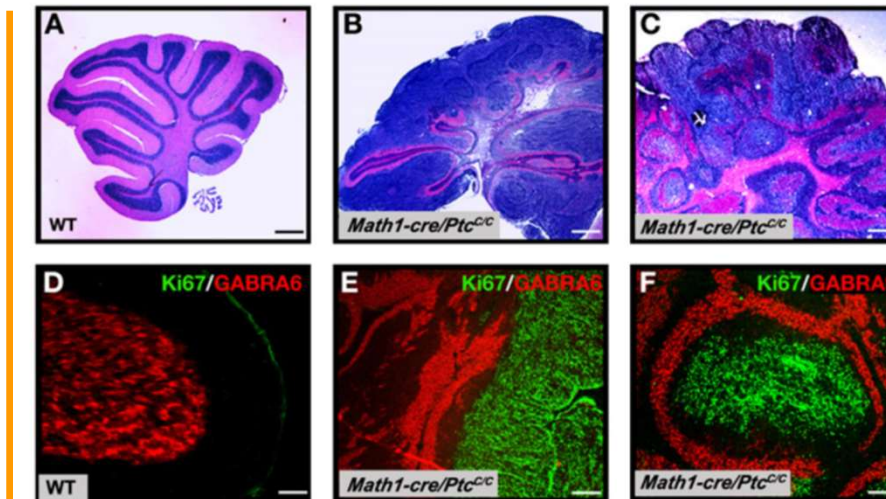 A
WT
B
Math1-cre/Ptc^C/C
C
Math1-cre/Ptc^C/C
D
Ki67/GABRA6
WT
E
Ki67/GABRA6
Math1-cre/Ptc^C/C
F
Ki67/GABRA
Math1-cre/Ptc^C/C